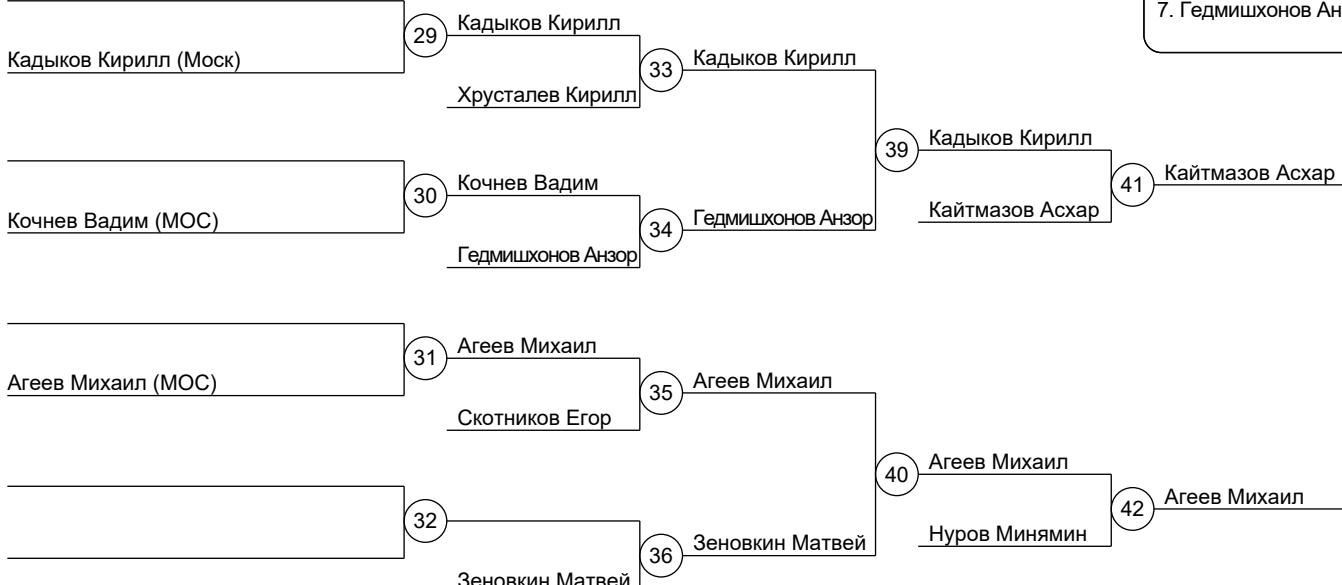 7. Гедмишхонов Ан
29
Кадыков Кирилл
Кадыков Кирилл (Моск)
33
Кадыков Кирилл
Хрусталев Кирилл
39
Кадыков Кирилл
41
Кайтмазов Асхар
Кайтмазов Асхар
30
Кочнев Вадим
Кочнев Вадим (МОС)
34
Гедмишхонов Анзор
Гедмишхонов Анзор
31
Агеев Михаил
Агеев Михаил (МОС)
35
Агеев Михаил
Скотников Егор
40
Агеев Михаил
42
Агеев Михаил
Нуров Минямин
32
36
Зеновкин Матвей
Зеновкин Матвей